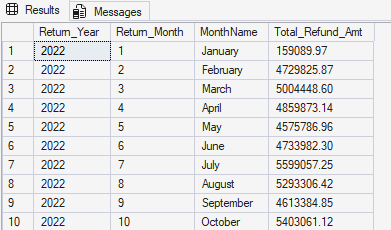 Results Messages
Return_Year Return_Month MonthName Total_Refund_Amt
1 2022 1 January 159089.97
2 2022 2 February 4729825.87
3 2022 3 March 5004448.60
4 2022 4 April 4859873.14
5 2022 5 May 4575786.96
6 2022 6 June 4733982.30
7 2022 7 July 5599057.25
8 2022 8 August 5293306.42
9 2022 9 September 4613384.85
10 2022 10 October 5403061.12